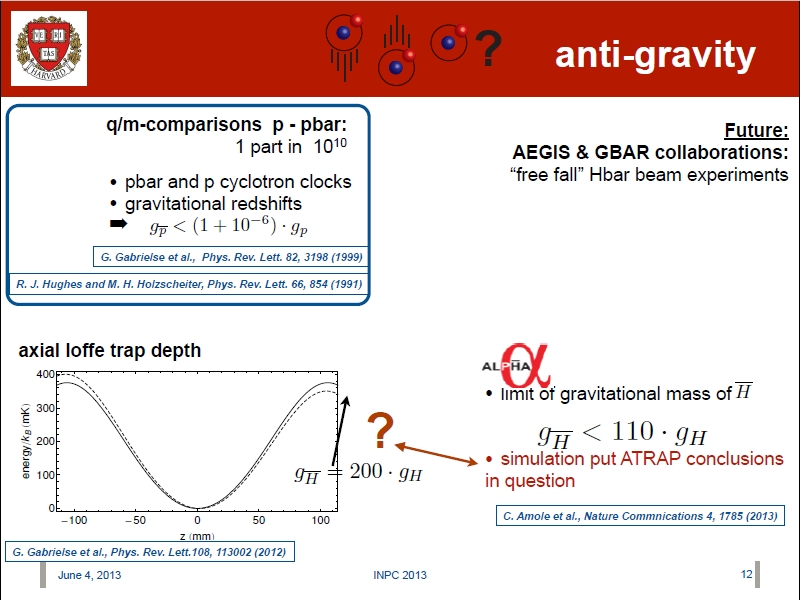 VE RI TAS
HARVARD
?
anti-gravity
q/m-comparisons p - pbar:
1 part in 10¹⁰
• pbar and p cyclotron clocks
• gravitational redshifts
➡ g_p̅ < (1 + 10⁻⁶) · g_p
G. Gabrielse et al., Phys. Rev. Lett. 82, 3198 (1999)
R. J. Hughes and M. H. Holzscheiter, Phys. Rev. Lett. 66, 854 (1991)
Future:
AEGIS & GBAR collaborations:
“free fall” Hbar beam experiments
axial Ioffe trap depth
energy/k_B (mK)
400
300
200
100
0
−100 −50 0 50 100
z (mm)
?
g_H̅ = 200 · g_H
G. Gabrielse et al., Phys. Rev. Lett.108, 113002 (2012)
ALPHA
α
• limit of gravitational mass of H̅
g_H̅ < 110 · g_H
• simulation put ATRAP conclusions
in question
C. Amole et al., Nature Commnications 4, 1785 (2013)
June 4, 2013
INPC 2013
12